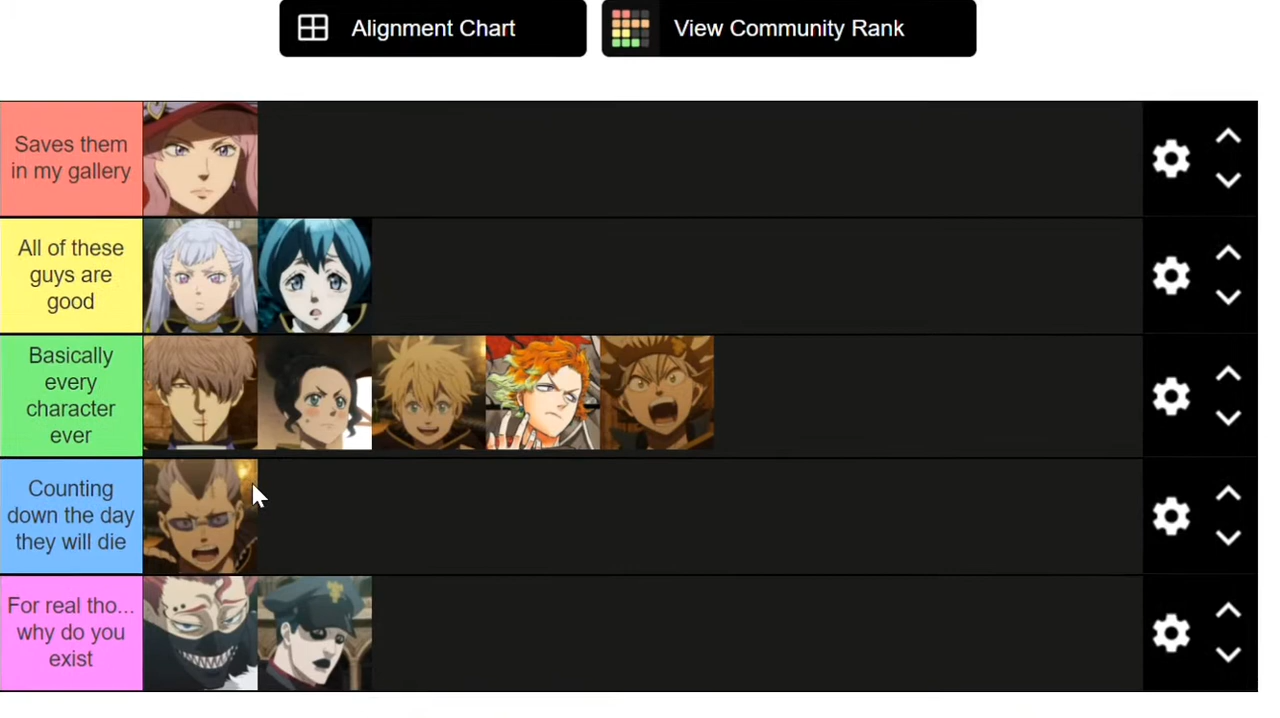 Alignment Chart
View Community Rank
Saves them
in my gallery
All of these
guys are
good
Basically
every
character
ever
Counting
down the day
they will die
For real tho...
why do you
exist